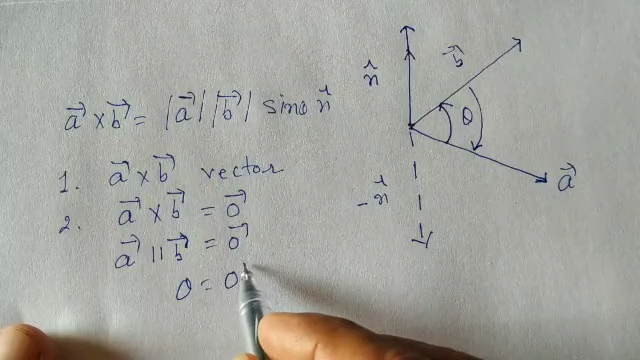 a⃗ × b⃗ = |a⃗| |b⃗| sinθ n̂
1. a⃗ × b⃗ vector
2. a⃗ × b⃗ = 0⃗
a⃗ || b⃗ = 0⃗
θ = 0
n̂
b⃗
θ
a⃗
-n̂